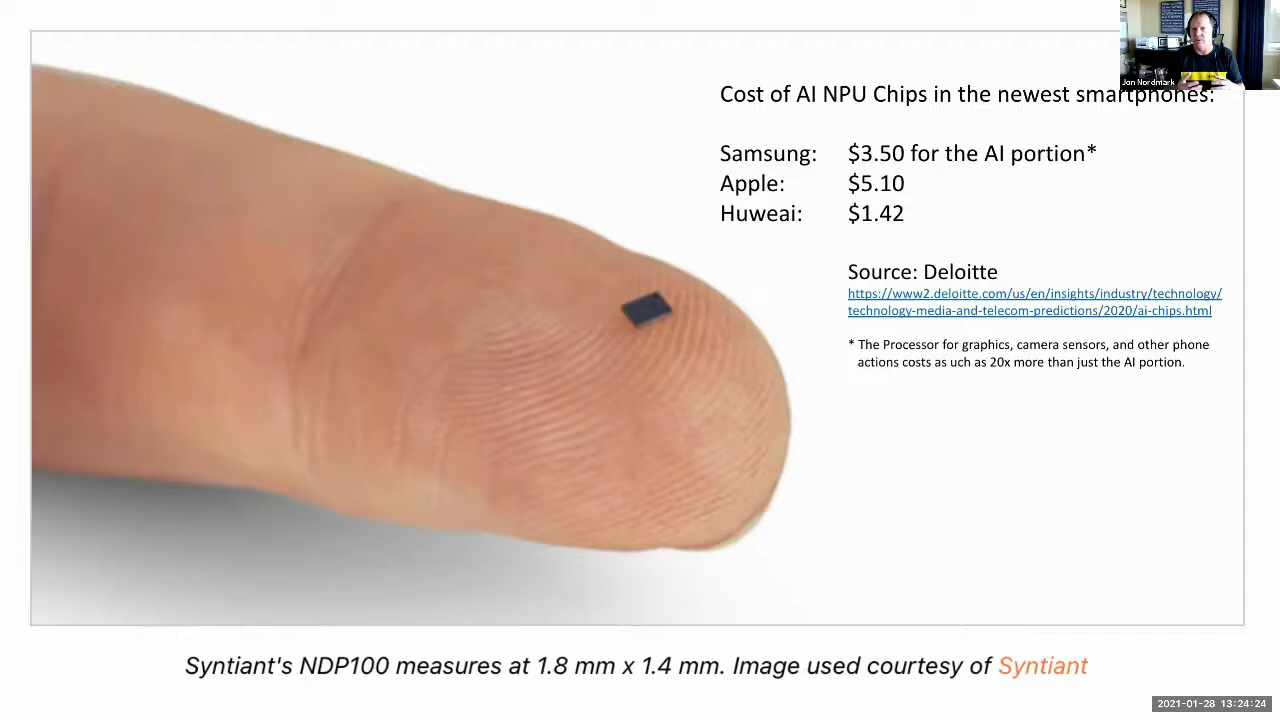 Jon Nordmark
Cost of AI NPU Chips in the newest smartphones:
Samsung: $3.50 for the AI portion*
Apple: $5.10
Huweai: $1.42
Source: Deloitte
https://www2.deloitte.com/us/en/insights/industry/technology/
technology-media-and-telecom-predictions/2020/ai-chips.html
* The Processor for graphics, camera sensors, and other phone
actions costs as uch as 20x more than just the AI portion.
Syntiant's NDP100 measures at 1.8 mm x 1.4 mm. Image used courtesy of Syntiant
2021-01-28 13:24:24